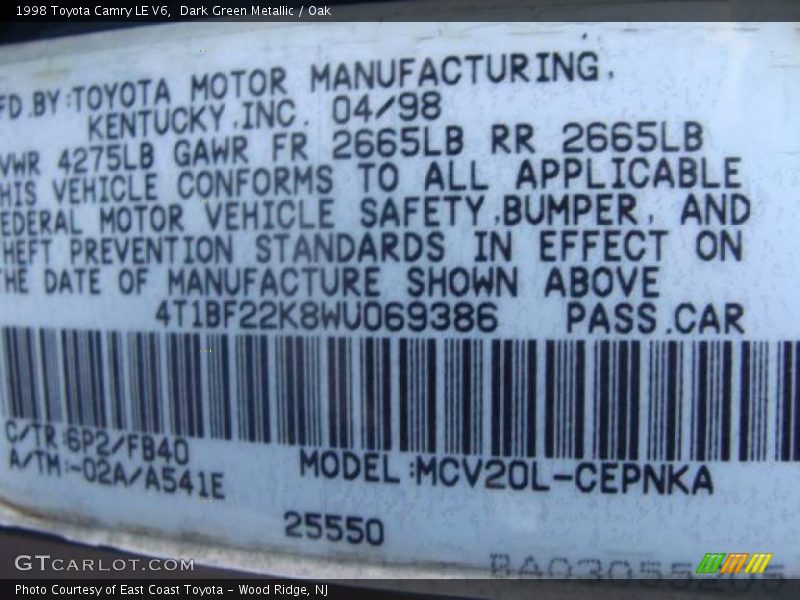 1998 Toyota Camry LE V6,  Dark Green Metallic / Oak
FD.BY:TOYOTA MOTOR MANUFACTURING,
KENTUCKY,INC. 04/98
VWR 4275LB GAWR FR 2665LB RR 2665LB
HIS VEHICLE CONFORMS TO ALL APPLICABLE
EDERAL MOTOR VEHICLE SAFETY,BUMPER, AND
HEFT PREVENTION STANDARDS IN EFFECT ON
HE DATE OF MANUFACTURE SHOWN ABOVE
4T1BF22K8WU069386 PASS.CAR
C/TR:6P2/FB40
A/TM:-02A/A541E
MODEL:MCV20L-CEPNKA
25550
GTCARLOT.COM
Photo Courtesy of East Coast Toyota - Wood Ridge, NJ